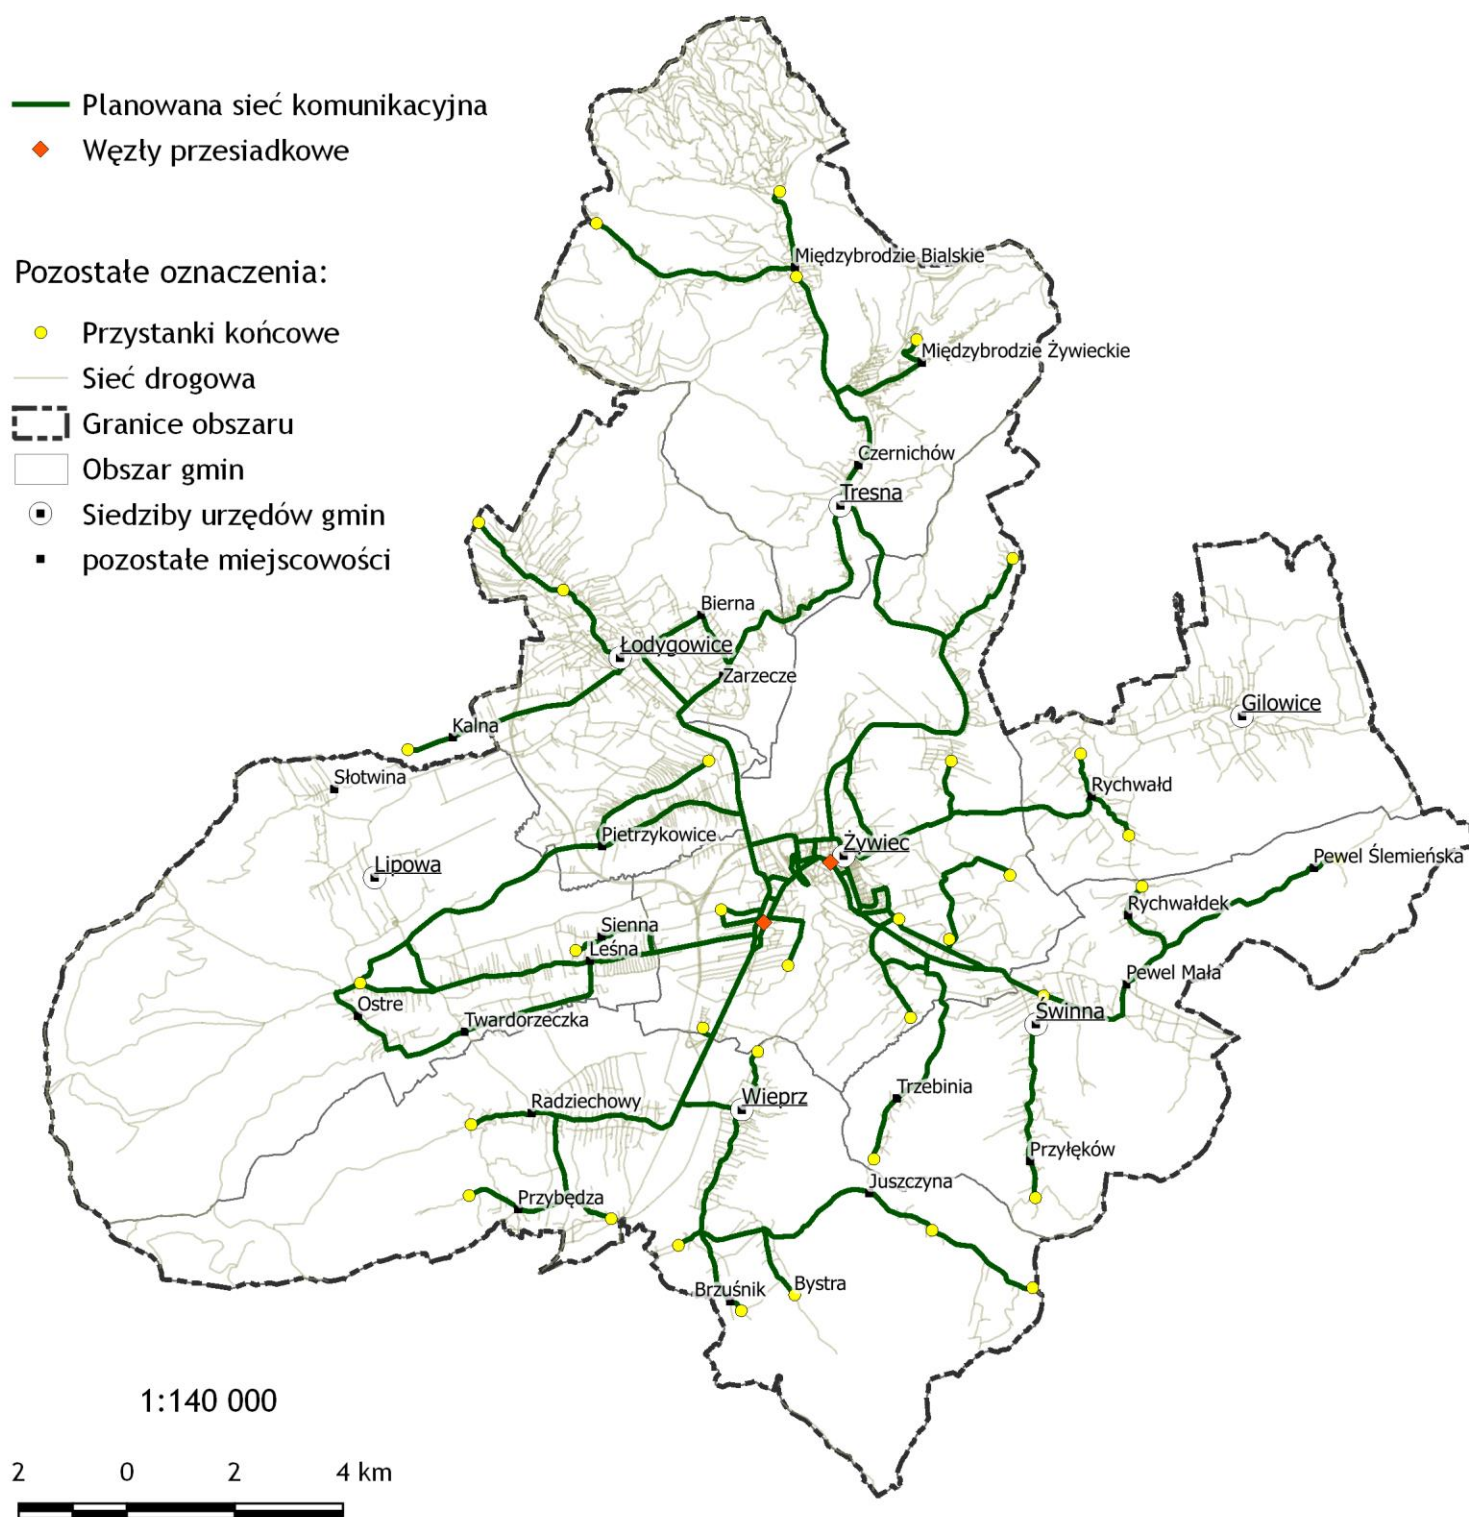 Planowana sieć komunikacyjna
Węzły przesiadkowe
Pozostałe oznaczenia:
Przystanki końcowe
Sieć drogowa
Granice obszaru
Obszar gmin
Siedziby urzędów gmin
pozostałe miejscowości
Międzybrodzie Bialskie
Międzybrodzie Żywieckie
Czernichów
Tresna
Bierna
Łodygowice
Zarzecze
Gilowice
Kalna
Słotwina
Rychwałd
Pietrzykowice
Żywiec
Pewel Ślemieńska
Lipowa
Rychwałdek
Sienna
Leśna
Pewel Mała
Ostre
Świnna
Twardorzeczka
Trzebinia
Wieprz
Radziechowy
Przyłęków
Juszczyna
Przybędza
Bystra
Brzuśnik
1:140 000
2 0 2 4 km